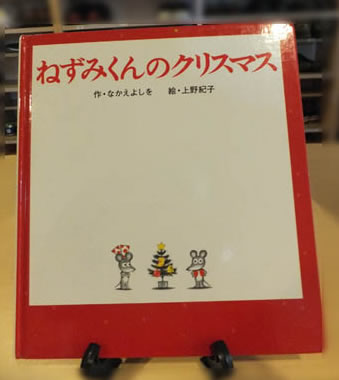 ねずみくんのクリスマス
作・なかえよしを 絵・上野紀子